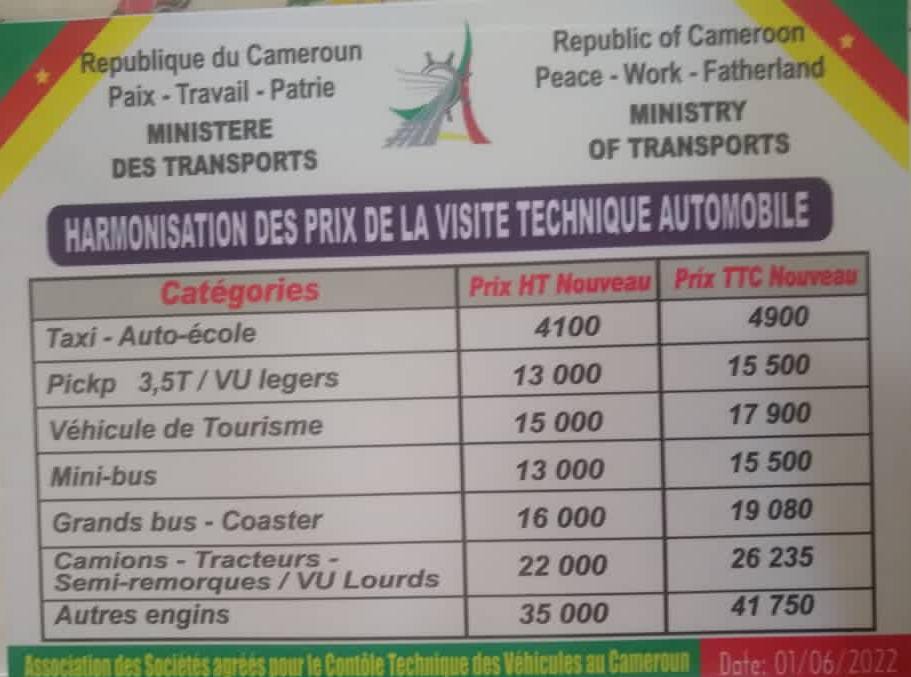 Republique du Cameroun
Paix - Travail - Patrie
MINISTERE
DES TRANSPORTS
Republic of Cameroon
Peace - Work - Fatherland
MINISTRY
OF TRANSPORTS
HARMONISATION DES PRIX DE LA VISITE TECHNIQUE AUTOMOBILE
Catégories Prix HT Nouveau Prix TTC Nouveau
Taxi - Auto-école 4100 4900
Pickp 3,5T / VU legers 13 000 15 500
Véhicule de Tourisme 15 000 17 900
Mini-bus 13 000 15 500
Grands bus - Coaster 16 000 19 080
Camions - Tracteurs -
Semi-remorques / VU Lourds 22 000 26 235
Autres engins 35 000 41 750
Association des Sociétés agréés pour le Contôle Technique des Véhicules au Cameroun
Date: 01/06/2022